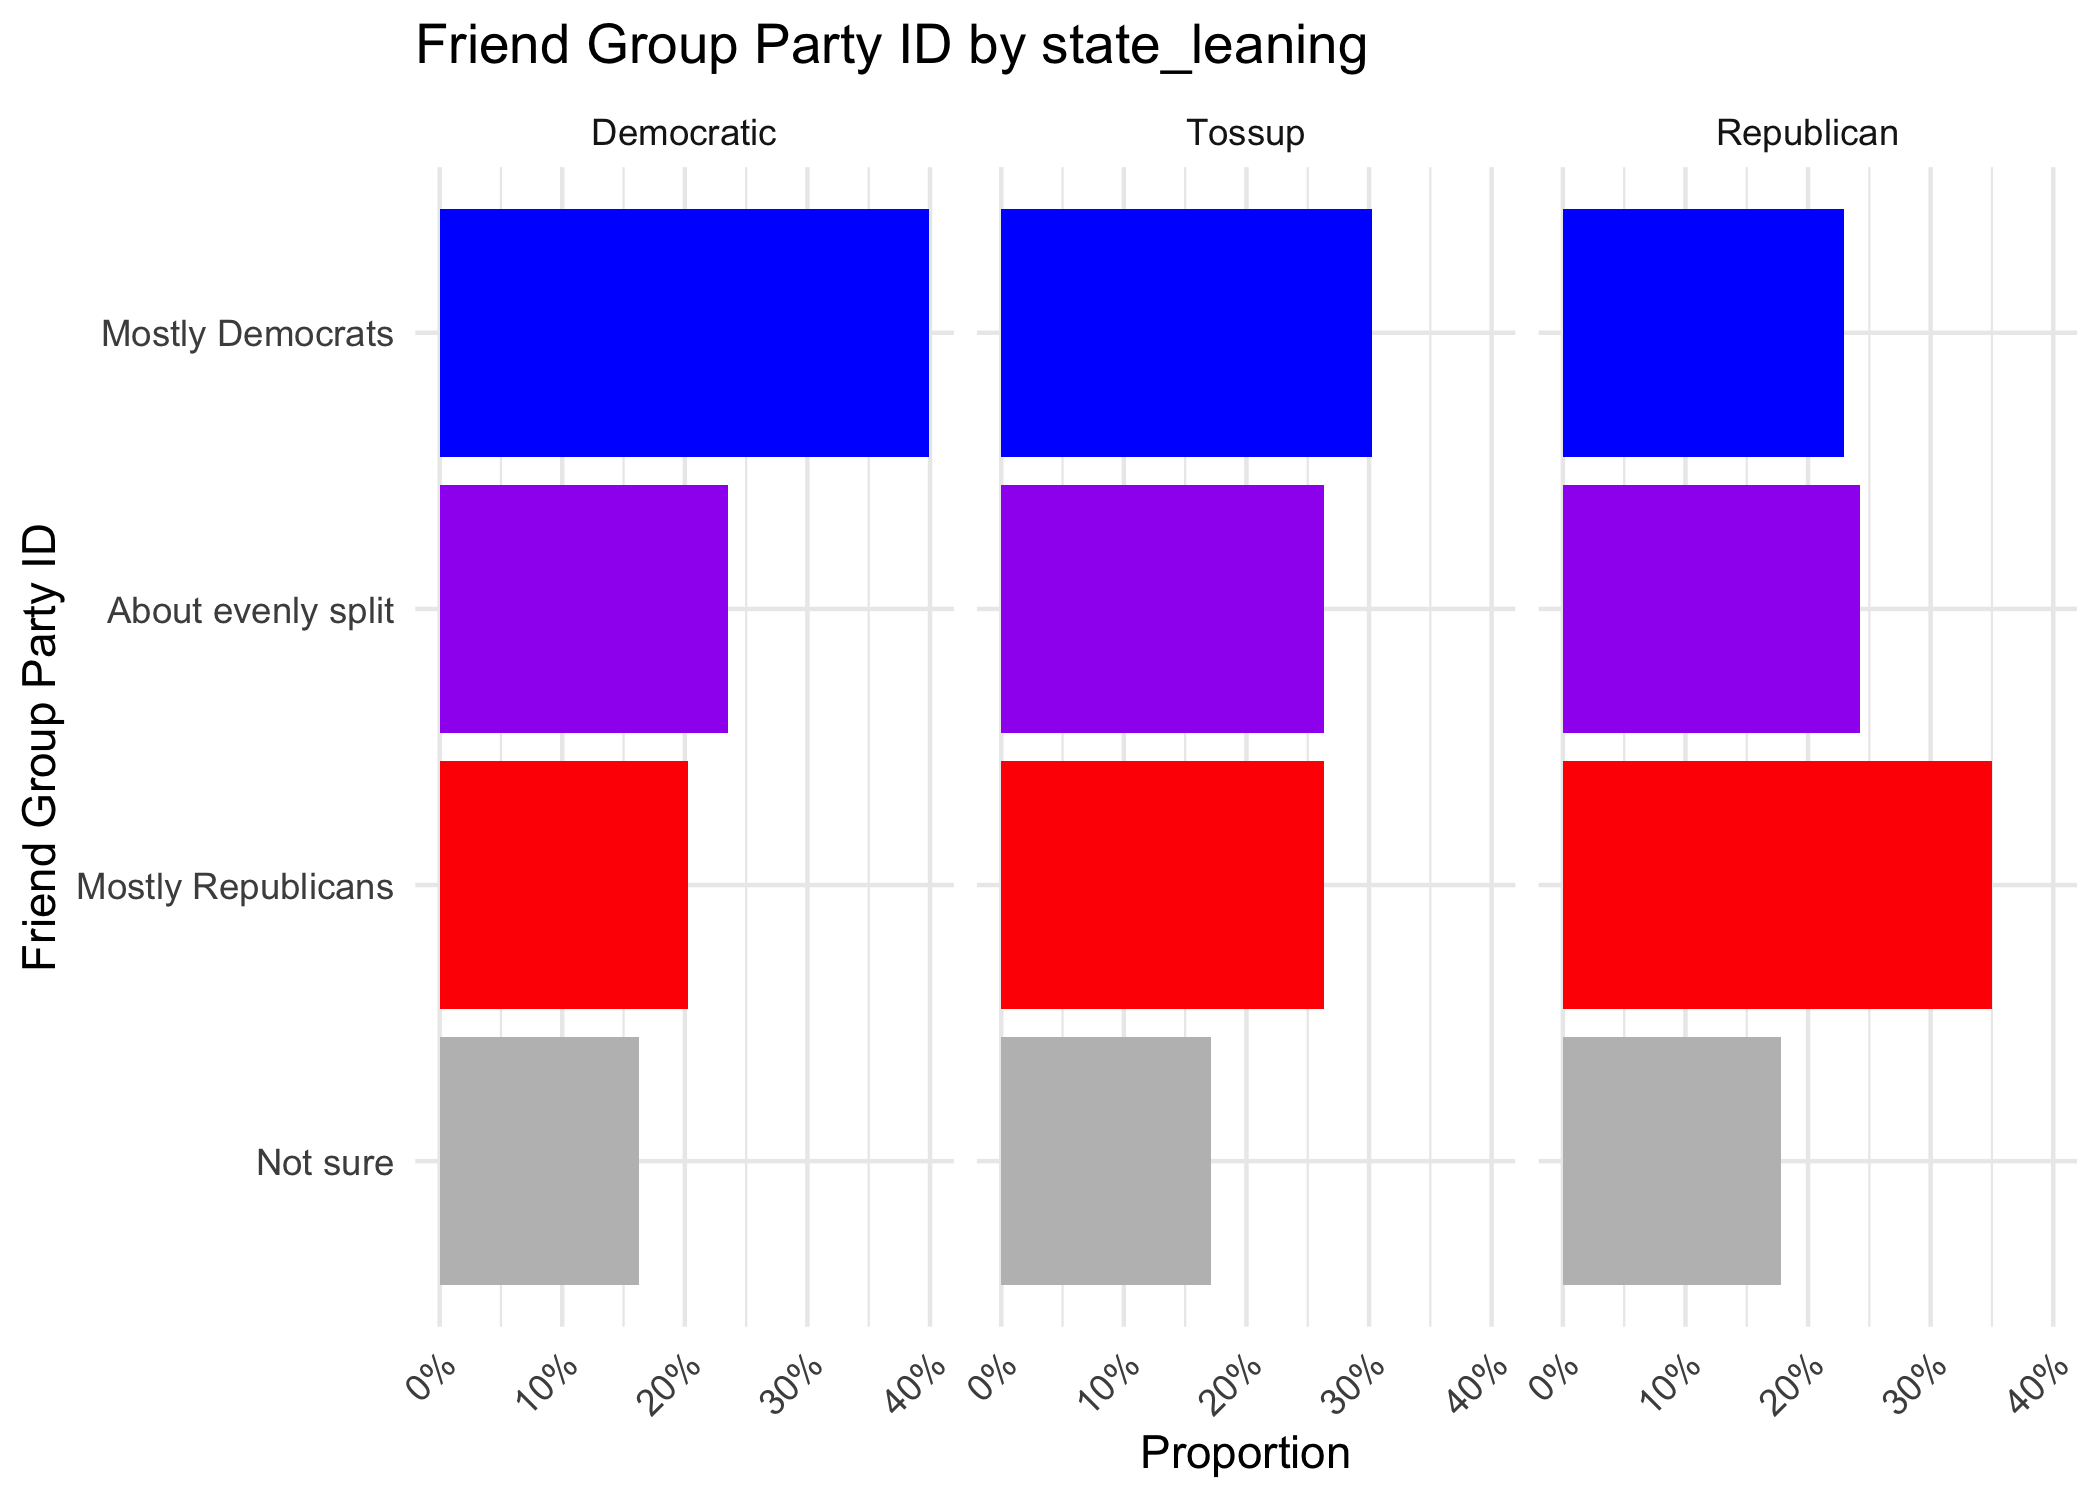 Friend Group Party ID by state_leaning
Democratic
Tossup
Republican
Friend Group Party ID
Mostly Democrats
About evenly split
Mostly Republicans
Not sure
0% 10% 20% 30% 40%
0% 10% 20% 30% 40%
0% 10% 20% 30% 40%
Proportion